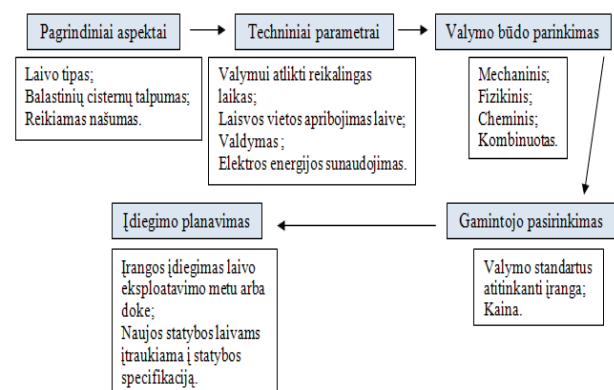 Pagrindiniai aspektai
Laivo tipas;
Balastinių cisternų talpumas;
Reikiamas našumas.
Techniniai parametrai
Valymui atlikti reikalingas
laikas;
Laisvos vietos apribojimas laive;
Valdymas ;
Elektros energijos sunaudojimas.
Valymo būdo parinkimas
Mechaninis;
Fizikinis;
Cheminis;
Kombinuotas.
Gamintojo pasirinkimas
Valymo standartus
atitinkanti įranga;
Kaina.
Įdiegimo planavimas
Įrangos įdiegimas laivo
eksploatavimo metu arba
doke;
Naujos statybos laivams
įtraukiama į statybos
specifikaciją.